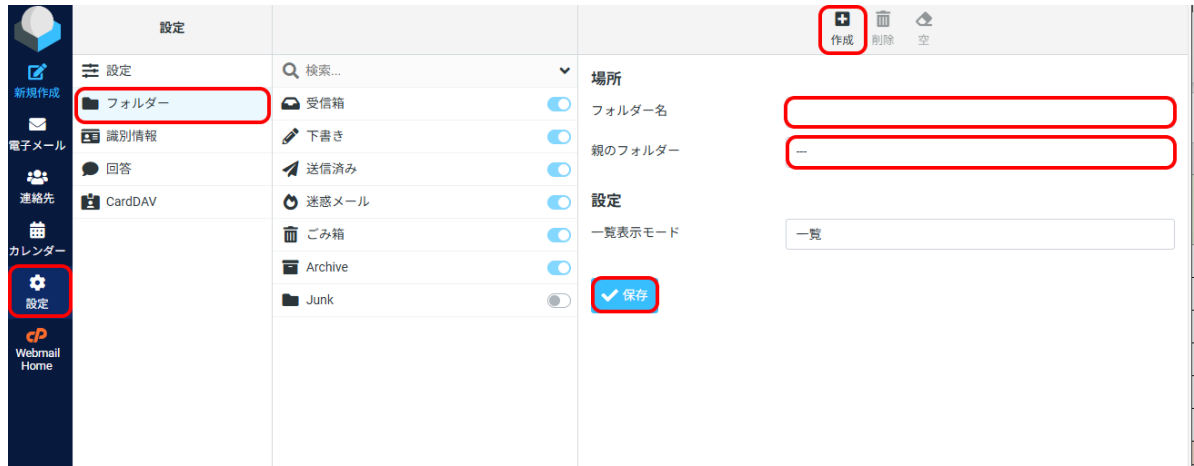 新規作成
電子メール
連絡先
カレンダー
設定
cP
Webmail
Home
設定
設定
フォルダー
識別情報
回答
CardDAV
検索...
受信箱
下書き
送信済み
迷惑メール
ごみ箱
Archive
Junk
作成 削除 空
場所
フォルダー名
親のフォルダー ---
設定
一覧表示モード 一覧
保存